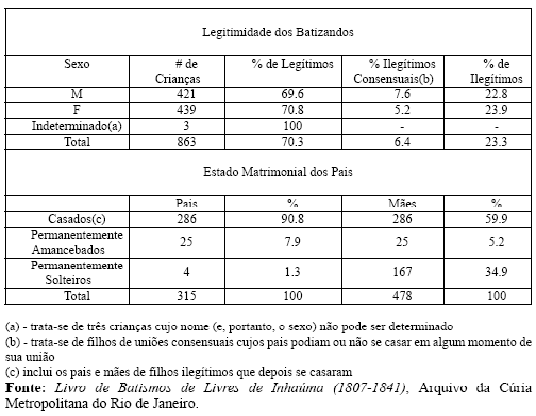 Legitimidade dos Batizandos
Sexo # de Crianças % de Legítimos % Ilegítimos Consensuais(b) % de Ilegítimos
M 421 69.6 7.6 22.8
F 439 70.8 5.2 23.9
Indeterminado(a) 3 100 - -
Total 863 70.3 6.4 23.3
Estado Matrimonial dos Pais
Pais % Mães %
Casados(c) 286 90.8 286 59.9
Permanentemente Amancebados 25 7.9 25 5.2
Permanentemente Solteiros 4 1.3 167 34.9
Total 315 100 478 100
(a) - trata-se de três crianças cujo nome (e, portanto, o sexo) não pode ser determinado
(b) - trata-se de filhos de uniões consensuais cujos pais podiam ou não se casar em algum momento de
sua união
(c) inclui os pais e mães de filhos ilegítimos que depois se casaram
Fonte: Livro de Batismos de Livres de Inhaúma (1807-1841), Arquivo da Cúria
Metropolitana do Rio de Janeiro.